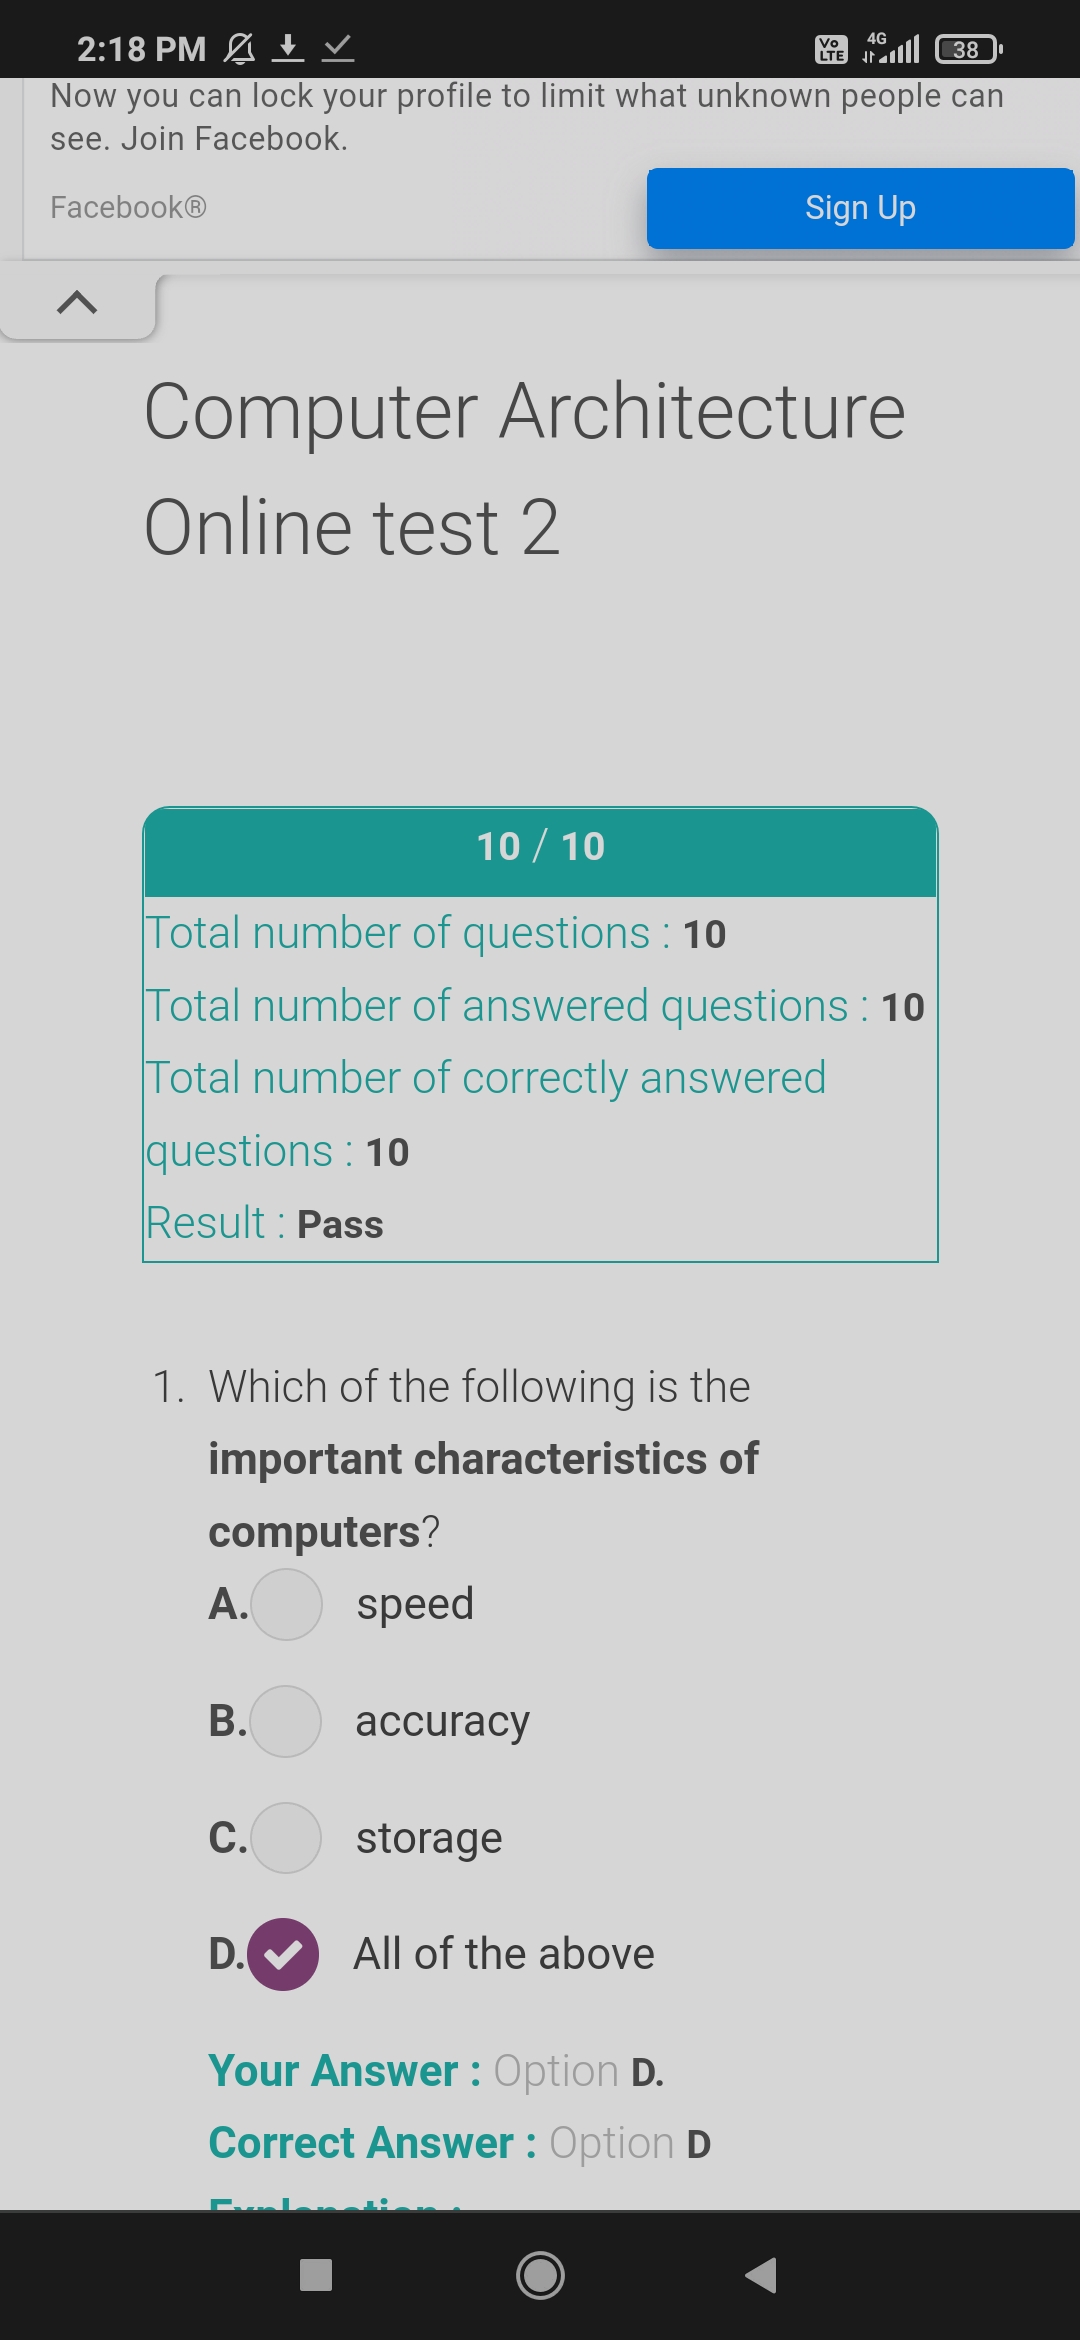 2:18 PM
Vo LTE 4G 38
Now you can lock your profile to limit what unknown people can
see. Join Facebook.
Facebook®
Sign Up
Computer Architecture
Online test 2
10 / 10
Total number of questions : 10
Total number of answered questions : 10
Total number of correctly answered
questions : 10
Result : Pass
1. Which of the following is the
important characteristics of
computers?
A. speed
B. accuracy
C. storage
D. All of the above
Your Answer : Option D.
Correct Answer : Option D
Explanation :